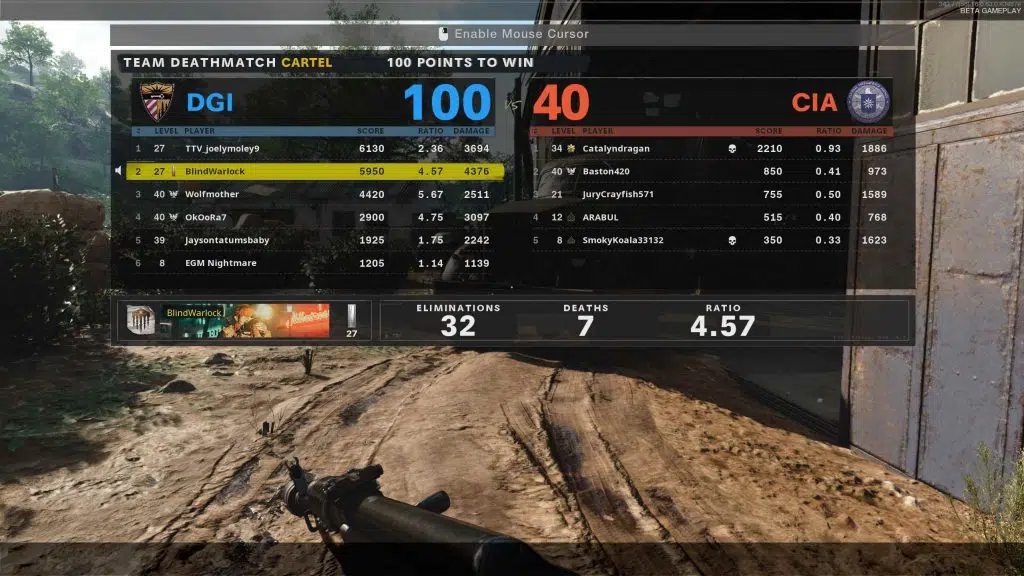 BETA GAMEPLAY
Enable Mouse Cursor
TEAM DEATHMATCH CARTEL 100 POINTS TO WIN
DGI 100 VS 40 CIA
# LEVEL PLAYER SCORE RATIO DAMAGE
1 27 TTV_joelymoley9 6130 2.36 3694
2 27 BlindWarlock 5950 4.57 4376
3 40 Wolfmother 4420 5.67 2511
4 40 OkOoRa7 2900 4.75 3097
5 39 Jaysontatumsbaby 1925 1.75 2242
6 8 EGM Nightmare 1205 1.14 1139
# LEVEL PLAYER SCORE RATIO DAMAGE
34 Catalyndragan 2210 0.93 1886
2 40 Baston420 850 0.41 973
21 JuryCrayfish571 755 0.50 1589
4 12 ARABUL 515 0.40 768
5 8 SmokyKoala33132 350 0.33 1623
BlindWarlock
27
ELIMINATIONS DEATHS RATIO
32 7 4.57